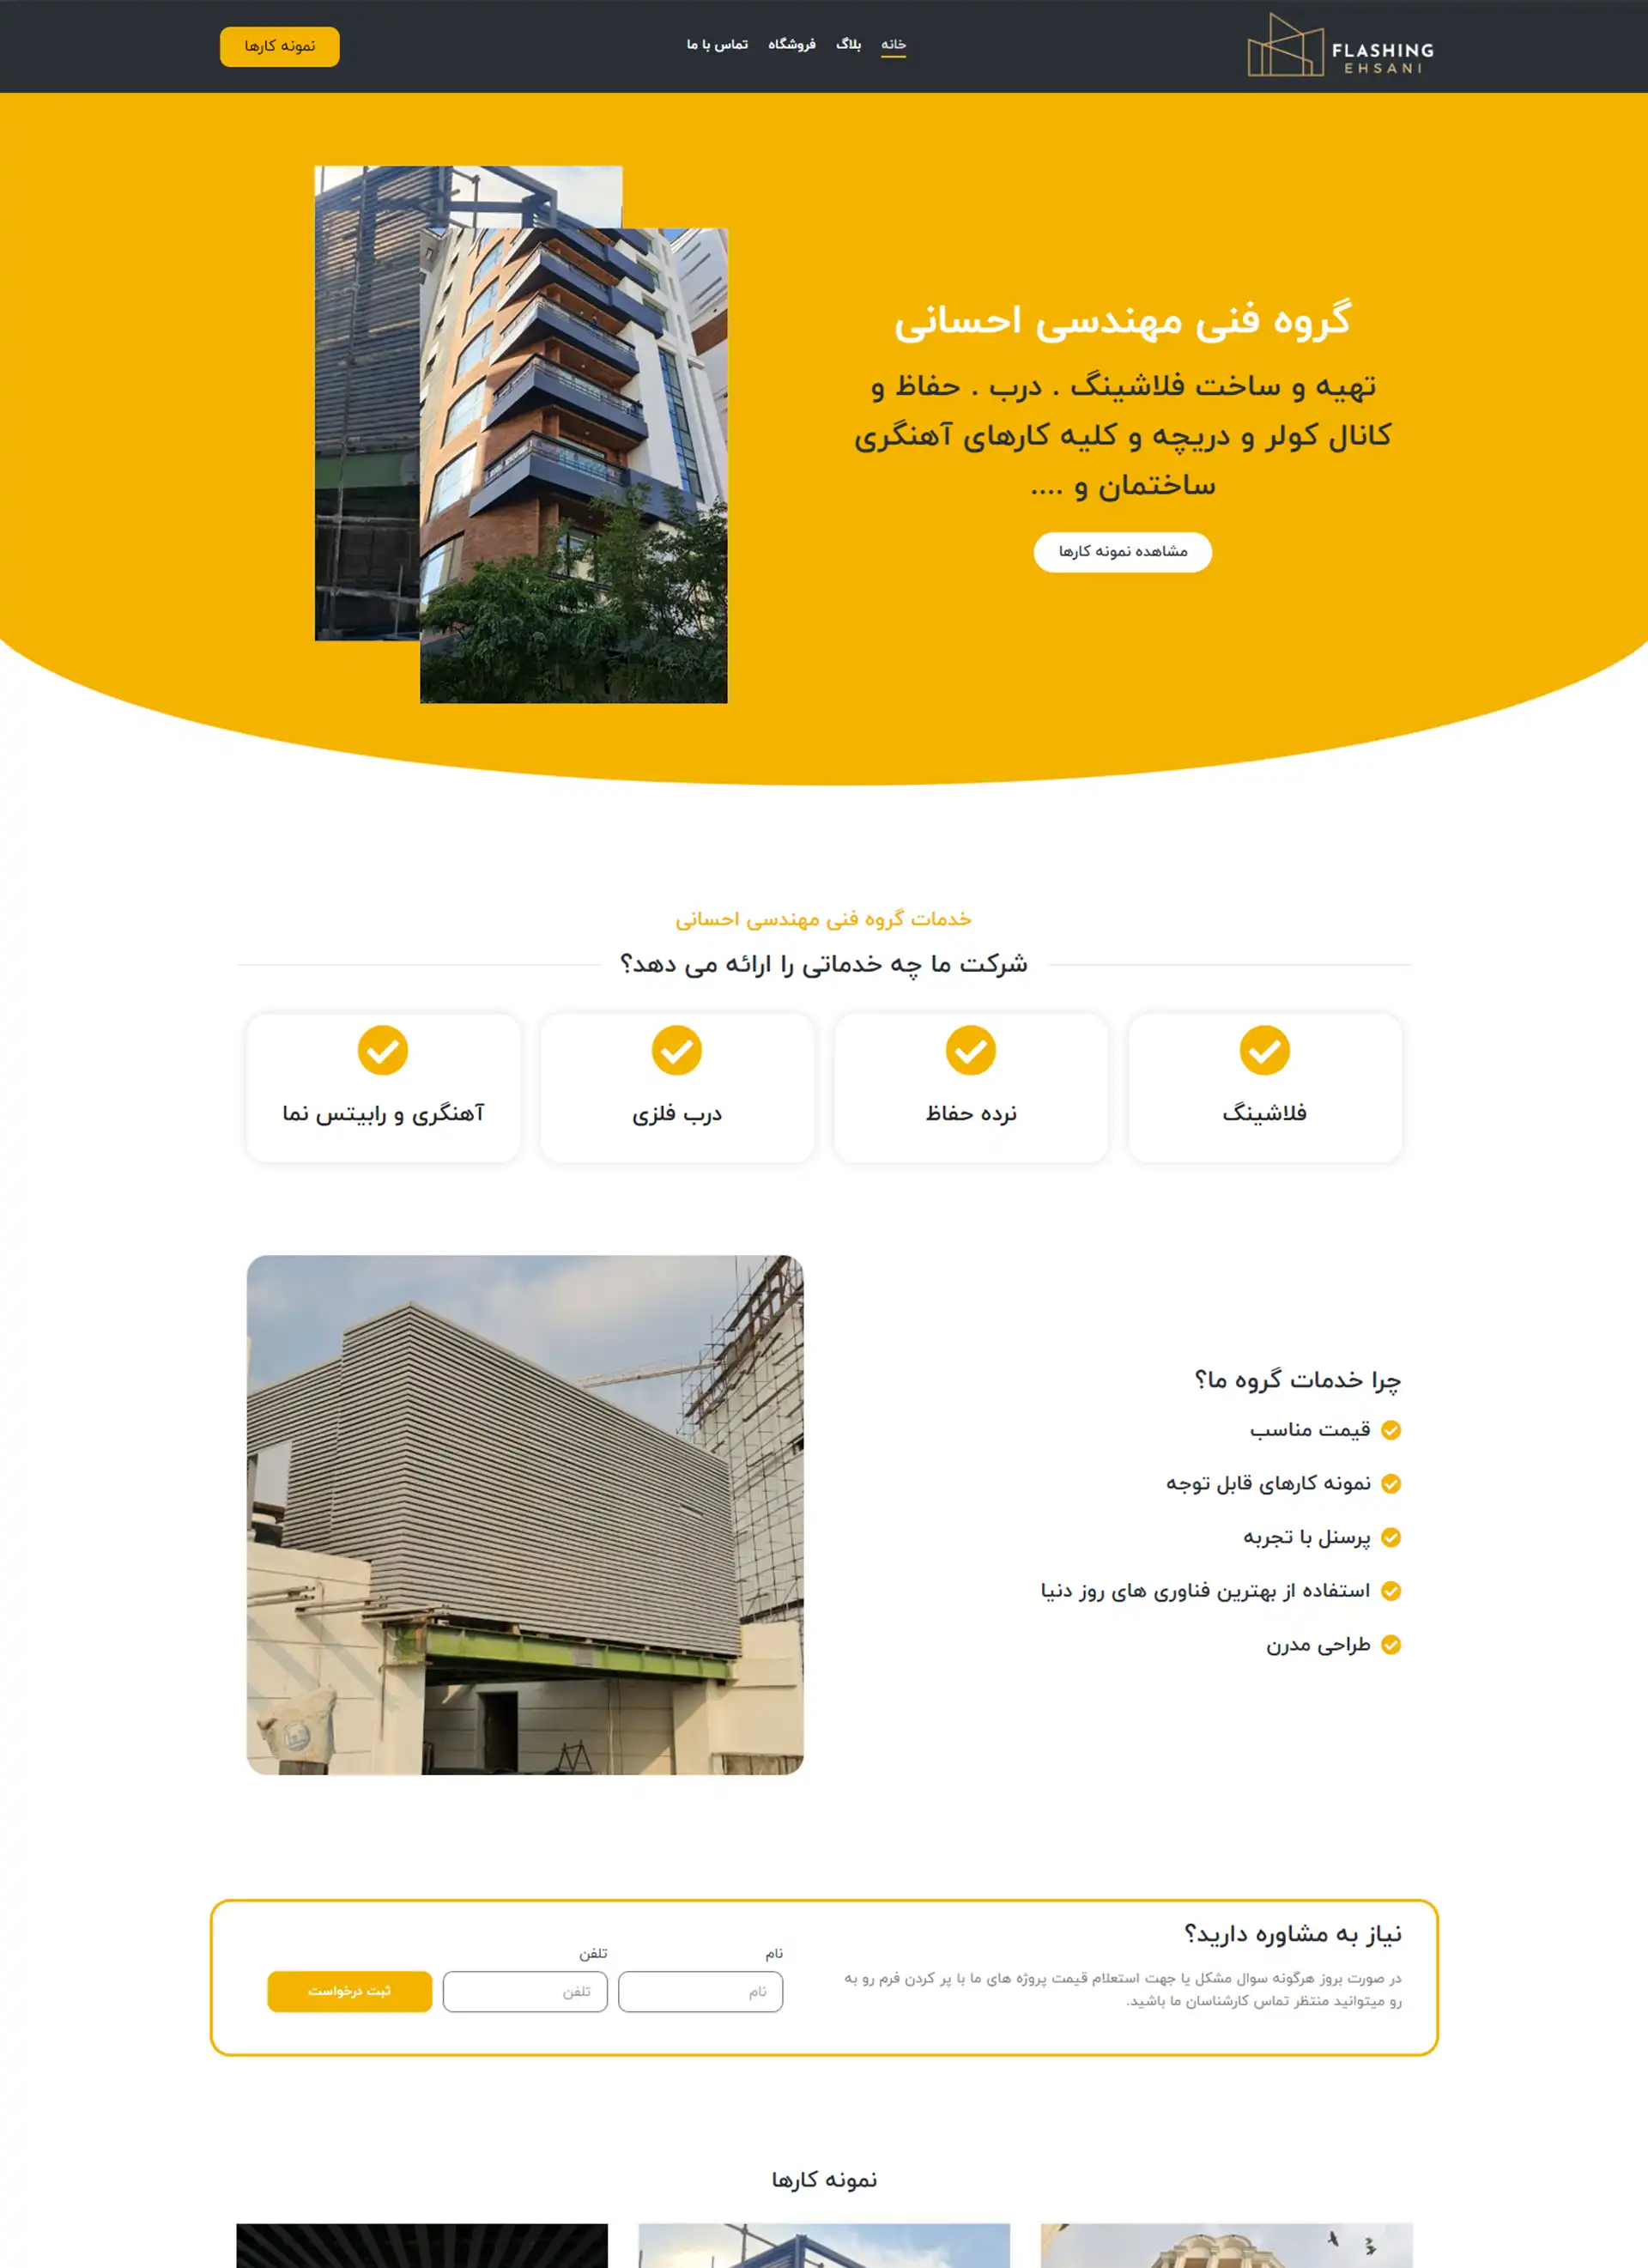 FLASHING
EHSANI
خانه
بلاگ
فروشگاه
تماس با ما
نمونه کارها
گروه فنی مهندسی احسانی
تهیه و ساخت فلاشینگ . درب . حفاظ و
کانال کولر و دریچه و کلیه کارهای آهنگری
ساختمان و ....
مشاهده نمونه کارها
خدمات گروه فنی مهندسی احسانی
شرکت ما چه خدماتی را ارائه می دهد؟
فلاشینگ
نرده حفاظ
درب فلزی
آهنگری و رابیتس نما
چرا خدمات گروه ما؟
قیمت مناسب
نمونه کارهای قابل توجه
پرسنل با تجربه
استفاده از بهترین فناوری های روز دنیا
طراحی مدرن
نیاز به مشاوره دارید؟
در صورت بروز هرگونه سوال مشکل یا جهت استعلام قیمت پروژه های ما با پر کردن فرم رو به
رو میتوانید منتظر تماس کارشناسان ما باشید.
نام
نام
تلفن
تلفن
ثبت درخواست
نمونه کارها